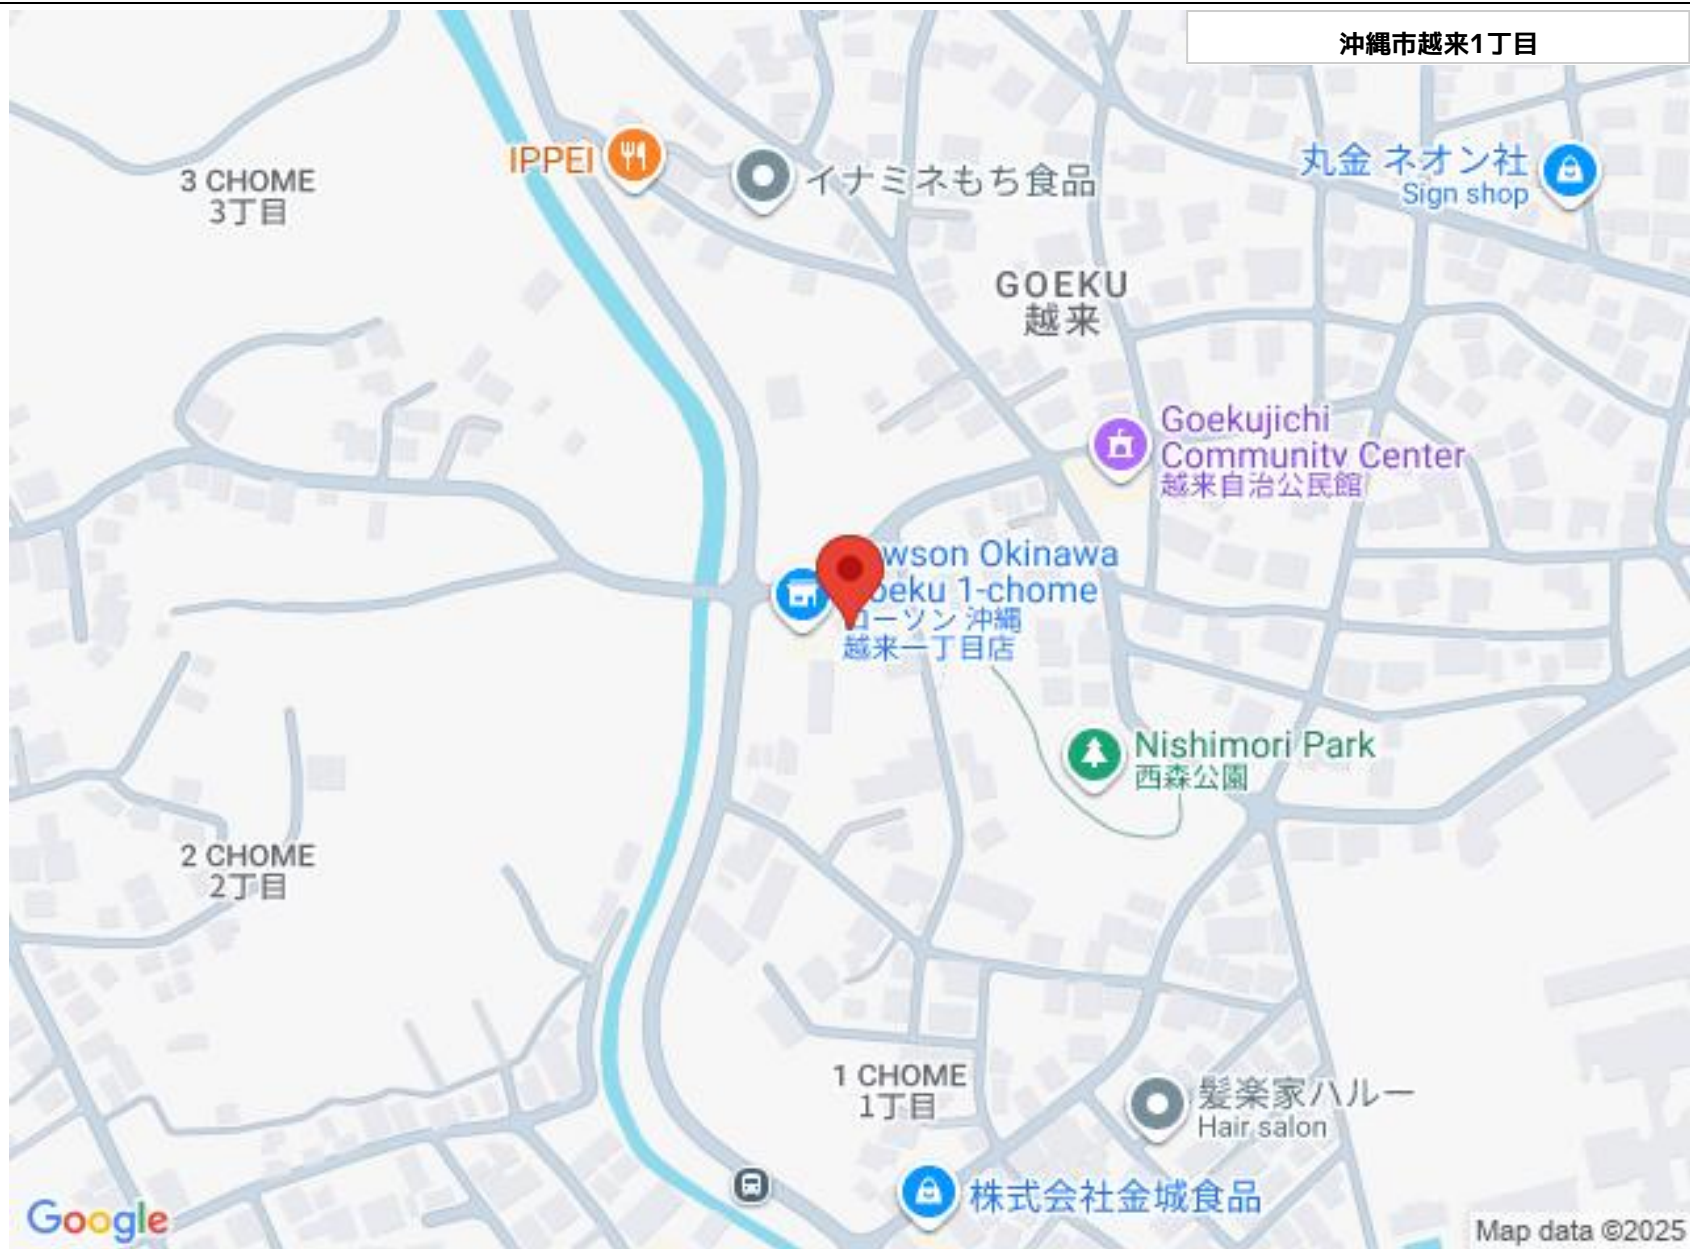 沖縄市越来1丁目
IPPEI
イナミネもち食品
丸金 ネオン社
Sign shop
3 CHOME
3丁目
GOEKU
越来
Goekujichi
Community Center
越来自治公民館
wson Okinawa
oeku 1-chome
ローソン 沖縄
越来一丁目店
Nishimori Park
西森公園
2 CHOME
2丁目
1 CHOME
1丁目
髪楽家ハルー
Hair salon
株式会社金城食品
Google
Map data ©2025